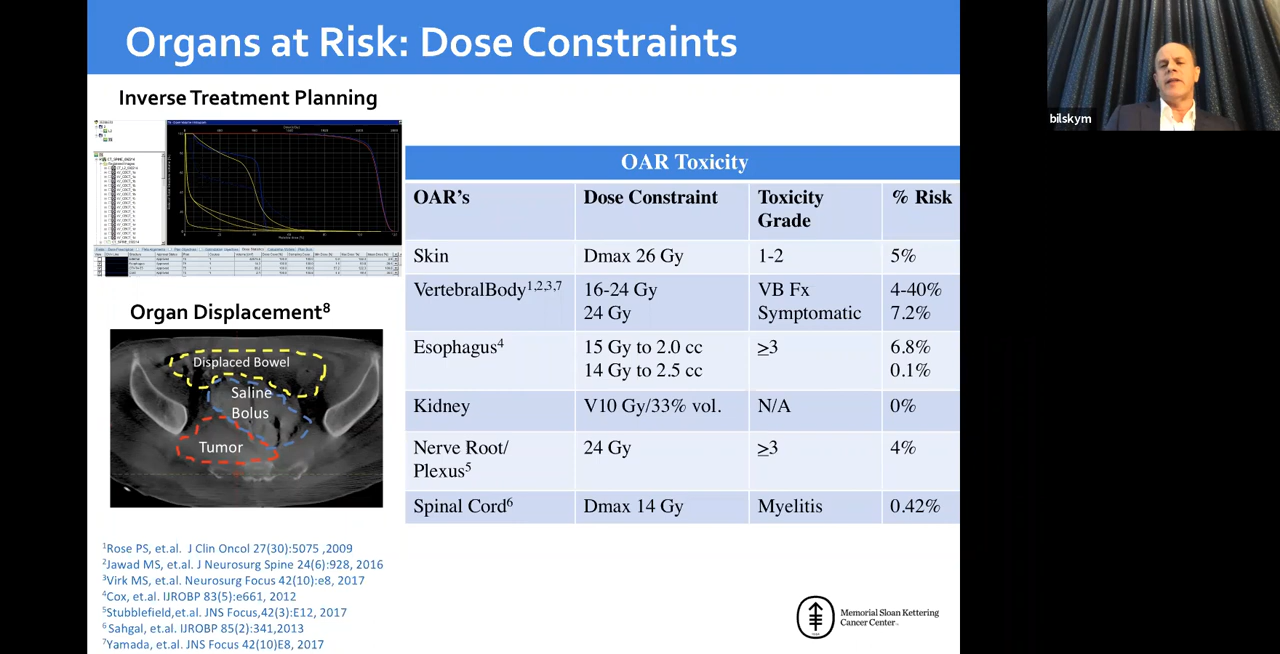 Organs at Risk: Dose Constraints
Inverse Treatment Planning
bilskym
OAR Toxicity
OAR's Dose Constraint Toxicity Grade % Risk
Skin Dmax 26 Gy 1-2 5%
VertebralBody1,2,3,7 16-24 Gy VB Fx 4-40%
24 Gy Symptomatic 7.2%
Esophagus4 15 Gy to 2.0 cc ≥3 6.8%
14 Gy to 2.5 cc 0.1%
Kidney V10 Gy/33% vol. N/A 0%
Nerve Root/ 24 Gy ≥3 4%
Plexus5
Spinal Cord6 Dmax 14 Gy Myelitis 0.42%
Organ Displacement8
Displaced Bowel
Saline
Bolus
Tumor
1Rose PS, et.al. J Clin Oncol 27(30):5075 ,2009
2Jawad MS, et.al. J Neurosurg Spine 24(6):928, 2016
3Virk MS, et.al. Neurosurg Focus 42(10):e8, 2017
4Cox, et.al. IJROBP 83(5):e661, 2012
5Stubblefield,et.al. JNS Focus,42(3):E12, 2017
6Sahgal, et.al. IJROBP 85(2):341,2013
7Yamada, et.al. JNS Focus 42(10)E8, 2017
Memorial Sloan Kettering
Cancer Center